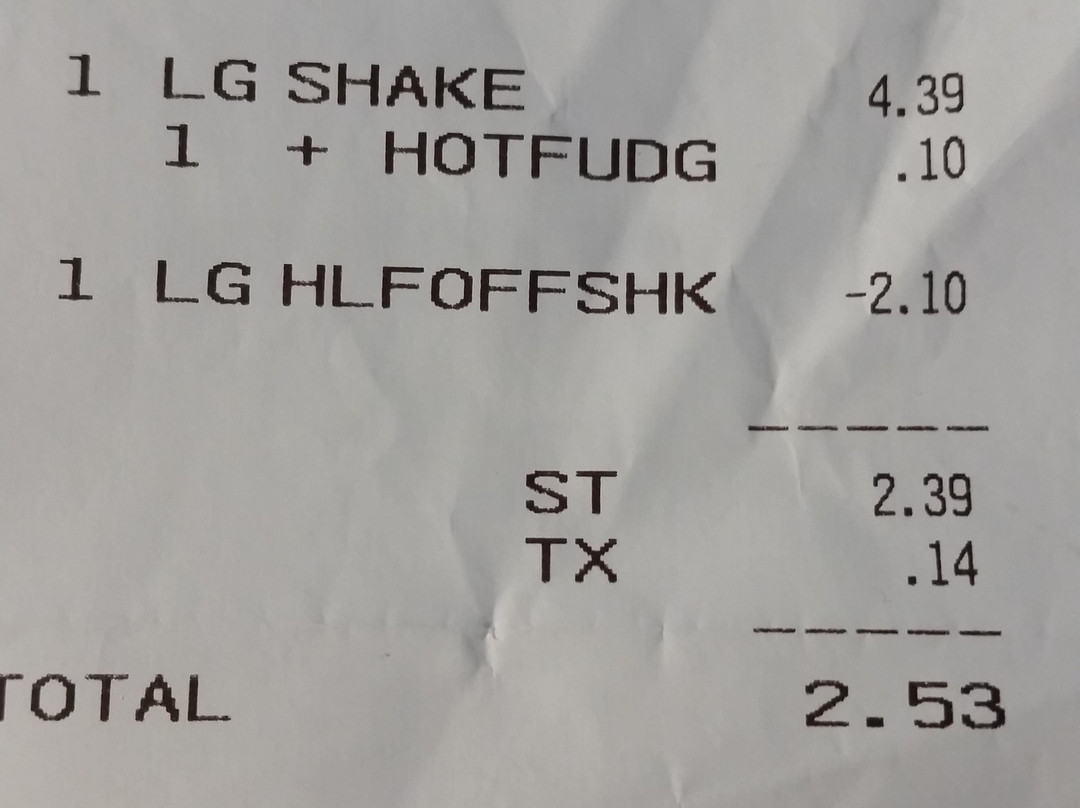 1 LG SHAKE 4.39
1 + HOTFUDG .10
1 LG HLFOFFSHK -2.10
-----
ST 2.39
TX .14
-----
TOTAL 2.53